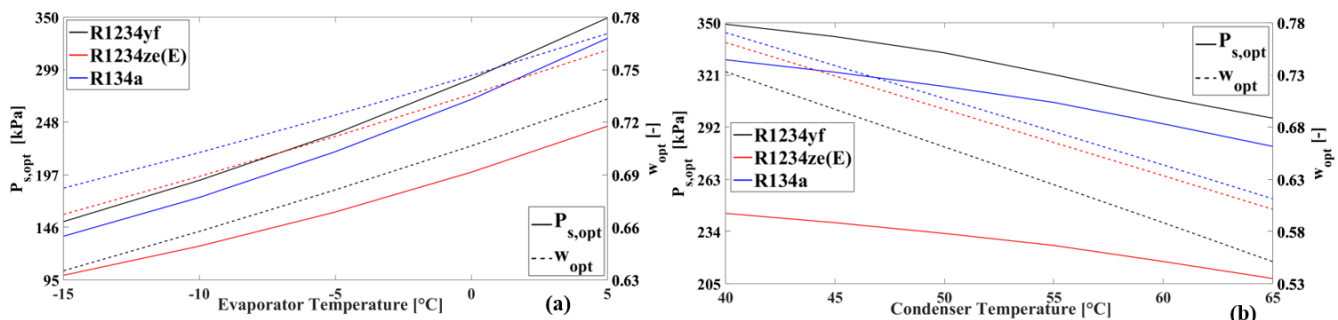 350
299
248
197
146
95
P_s,opt [kPa]
R1234yf
R1234ze(E)
R134a
P_s,opt
w_opt
0.78
0.75
0.72
0.69
0.66
0.63
w_opt [-]
-15
-10
-5
0
5
Evaporator Temperature [°C]
(a)
350
321
292
263
234
205
P_s,opt [kPa]
P_s,opt
w_opt
R1234yf
R1234ze(E)
R134a
0.78
0.73
0.68
0.63
0.58
0.53
w_opt [-]
40
45
50
55
60
65
Condenser Temperature [°C]
(b)